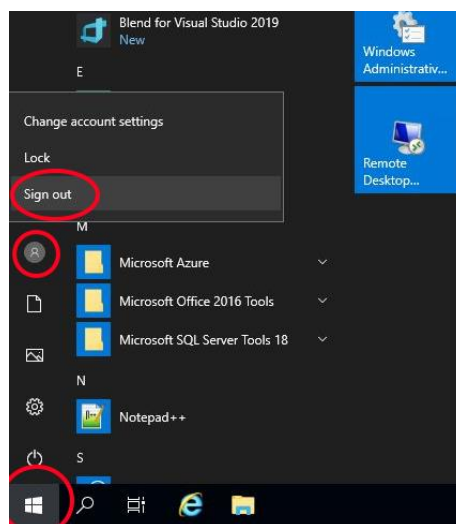 Blend for Visual Studio 2019
New
Windows
Administrativ...
E
Change account settings
Lock
Remote
Desktop...
Sign out
M
Microsoft Azure
Microsoft Office 2016 Tools
Microsoft SQL Server Tools 18
N
Notepad++
S